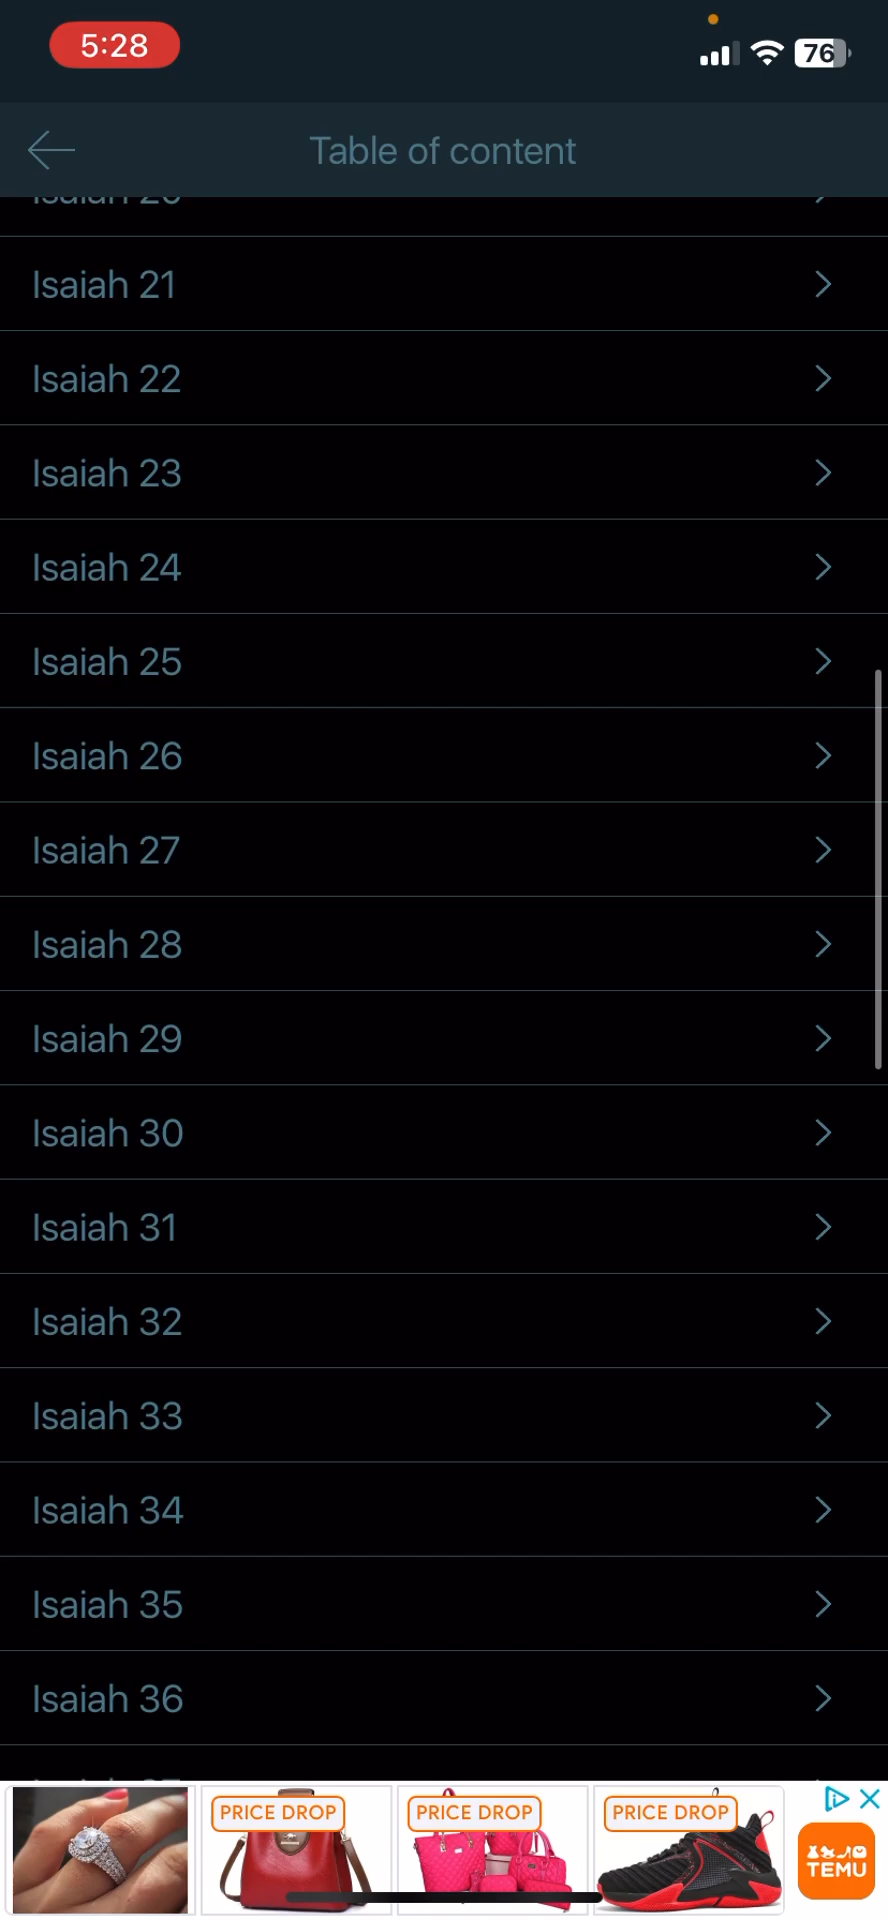 5:28
76
Table of content
Isaiah 21
Isaiah 22
Isaiah 23
Isaiah 24
Isaiah 25
Isaiah 26
Isaiah 27
Isaiah 28
Isaiah 29
Isaiah 30
Isaiah 31
Isaiah 32
Isaiah 33
Isaiah 34
Isaiah 35
Isaiah 36
PRICE DROP
PRICE DROP
PRICE DROP
TEMU